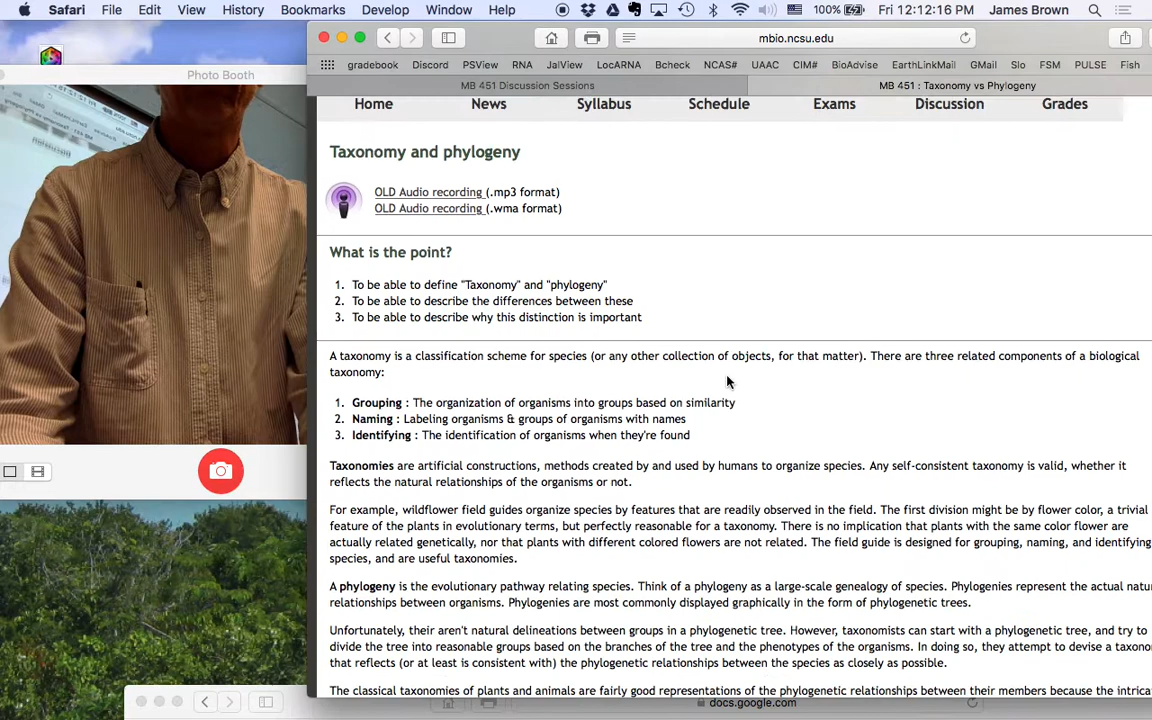 Safari File Edit View History Bookmarks Develop Window Help 100% Fri 12:12:16 PM James Brown
mbio.ncsu.edu
Photo Booth
gradebook Discord PSView RNA JalView LocARNA Bcheck NCAS# UAAC CIM# BioAdvise EarthLinkMail GMail Slo FSM PULSE Fish
MB 451 Discussion Sessions MB 451 : Taxonomy vs Phylogeny
Home News Syllabus Schedule Exams Discussion Grades
Taxonomy and phylogeny
OLD Audio recording (.mp3 format)
OLD Audio recording (.wma format)
What is the point?
1. To be able to define "Taxonomy" and "phylogeny"
2. To be able to describe the differences between these
3. To be able to describe why this distinction is important
A taxonomy is a classification scheme for species (or any other collection of objects, for that matter). There are three related components of a biological
taxonomy:
1. Grouping : The organization of organisms into groups based on similarity
2. Naming : Labeling organisms & groups of organisms with names
3. Identifying : The identification of organisms when they're found
Taxonomies are artificial constructions, methods created by and used by humans to organize species. Any self-consistent taxonomy is valid, whether it
reflects the natural relationships of the organisms or not.
For example, wildflower field guides organize species by features that are readily observed in the field. The first division might be by flower color, a trivial
feature of the plants in evolutionary terms, but perfectly reasonable for a taxonomy. There is no implication that plants with the same color flower are
actually related genetically, nor that plants with different colored flowers are not related. The field guide is designed for grouping, naming, and identifying
species, and are useful taxonomies.
A phylogeny is the evolutionary pathway relating species. Think of a phylogeny as a large-scale genealogy of species. Phylogenies represent the actual natu
relationships between organisms. Phylogenies are most commonly displayed graphically in the form of phylogenetic trees.
Unfortunately, their aren't natural delineations between groups in a phylogenetic tree. However, taxonomists can start with a phylogenetic tree, and try to
divide the tree into reasonable groups based on the branches of the tree and the phenotypes of the organisms. In doing so, they attempt to devise a taxono
that reflects (or at least is consistent with) the phylogenetic relationships between the species as closely as possible.
The classical taxonomies of plants and animals are fairly good representations of the phylogenetic relationships between their members because the intrica
docs.google.com